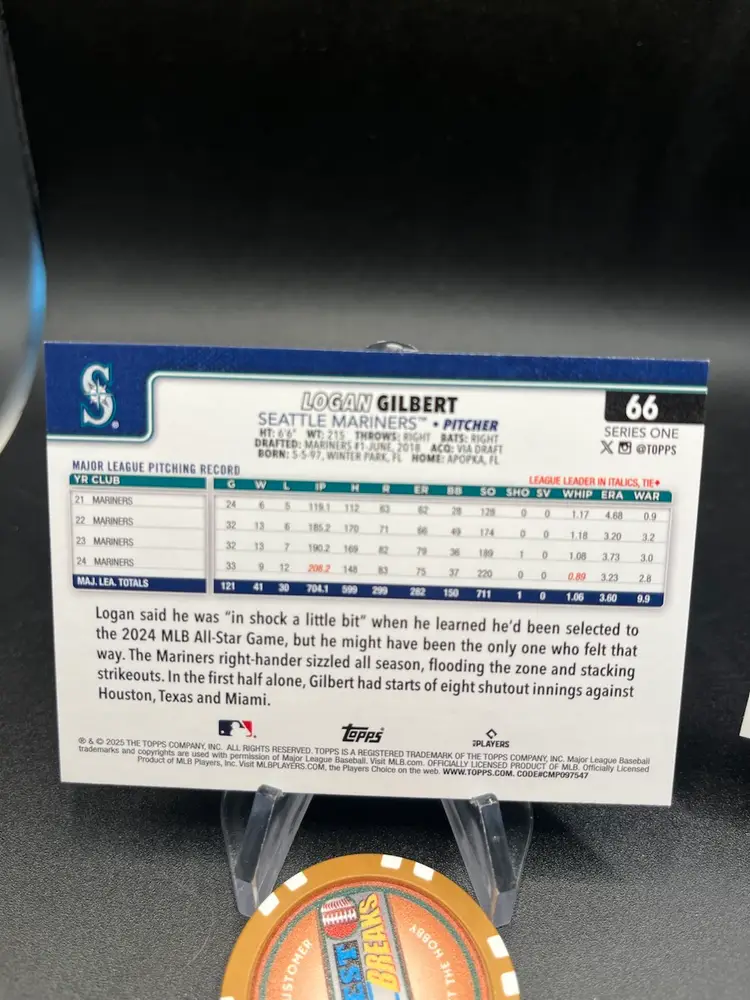 LOGAN GILBERT
66
SEATTLE MARINERS™ • PITCHER
SERIES ONE
HT: 6'6" WT: 215 THROWS: RIGHT BATS: RIGHT
@TOPPS
DRAFTED: MARINERS #1-JUNE, 2018 ACQ: VIA DRAFT
BORN: 5-5-97, WINTER PARK, FL HOME: APOPKA, FL
MAJOR LEAGUE PITCHING RECORD
LEAGUE LEADER IN ITALICS, TIE♦
YR CLUB G W L IP H R ER BB SO SHO SV WHIP ERA WAR
21 MARINERS 24 6 5 119.1 112 63 62 28 128 0 0 1.17 4.68 0.9
22 MARINERS 32 13 6 185.2 170 71 66 49 174 0 0 1.18 3.20 3.2
23 MARINERS 32 13 7 190.2 169 82 79 36 189 1 0 1.08 3.73 3.0
24 MARINERS 33 9 12 208.2 148 83 75 37 220 0 0 0.89 3.23 2.8
MAJ. LEA. TOTALS 121 41 30 704.1 599 299 282 150 711 1 0 1.06 3.60 9.9
Logan said he was “in shock a little bit” when he learned he'd been selected to
the 2024 MLB All-Star Game, but he might have been the only one who felt that
way. The Mariners right-hander sizzled all season, flooding the zone and stacking
strikeouts. In the first half alone, Gilbert had starts of eight shutout innings against
Houston, Texas and Miami.
Topps
PLAYERS
® & © 2025 THE TOPPS COMPANY, INC. ALL RIGHTS RESERVED. TOPPS IS A REGISTERED TRADEMARK OF THE TOPPS COMPANY, INC. Major League Baseball
trademarks and copyrights are used with permission of Major League Baseball. Visit MLB.com. OFFICIALLY LICENSED PRODUCT OF MLB. Officially Licensed
Product of MLB Players, Inc. Visit MLBPLAYERS.COM, the Players Choice on the web. WWW.TOPPS.COM. CODE#CMP097547
BREAKS
THE HOBBY